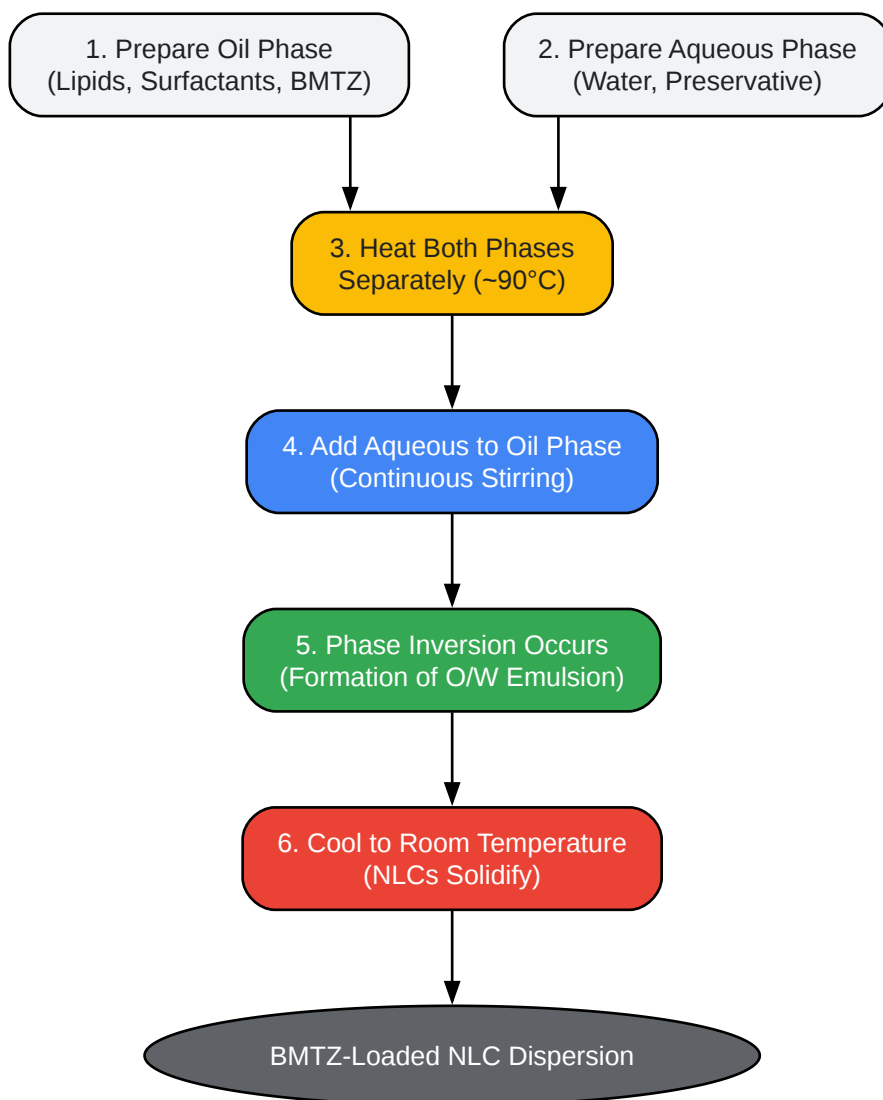 1. Prepare Oil Phase
(Lipids, Surfactants, BMTZ)
2. Prepare Aqueous Phase
(Water, Preservative)
3. Heat Both Phases
Separately (~90°C)
4. Add Aqueous to Oil Phase
(Continuous Stirring)
5. Phase Inversion Occurs
(Formation of O/W Emulsion)
6. Cool to Room Temperature
(NLCs Solidify)
BMTZ-Loaded NLC Dispersion